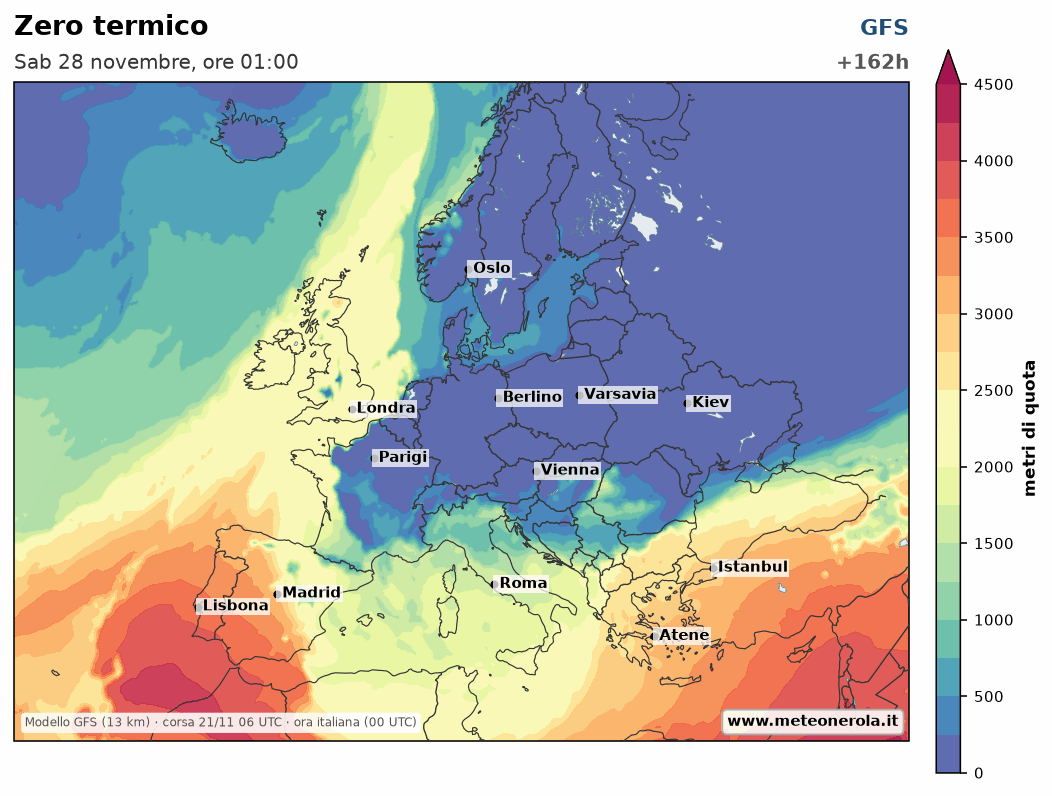 Zero termico
GFS
Sab 28 novembre, ore 01:00
+162h
4500
4000
3500
3000
2500
2000
1500
1000
500
0
metri di quota
Oslo
Berlino
Varsavia
Kiev
Londra
Parigi
Vienna
Istanbul
Roma
Madrid
Lisbona
Atene
Modello GFS (13 km) · corsa 21/11 06 UTC · ora italiana (00 UTC)
www.meteonerola.it